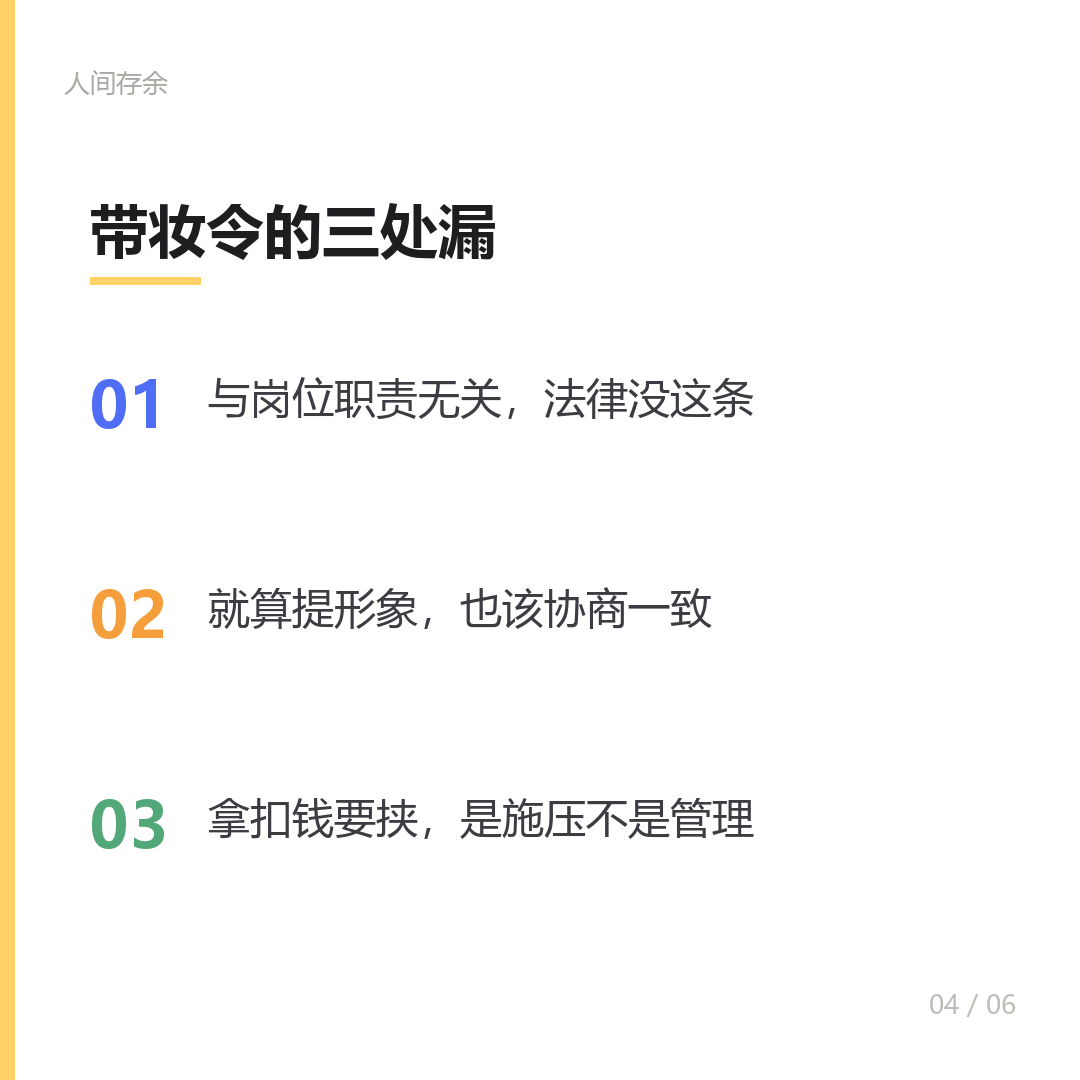 人间存余
带妆令的三处漏
01 与岗位职责无关，法律没这条
02 就算提形象，也该协商一致
03 拿扣钱要挟，是施压不是管理
04 / 06